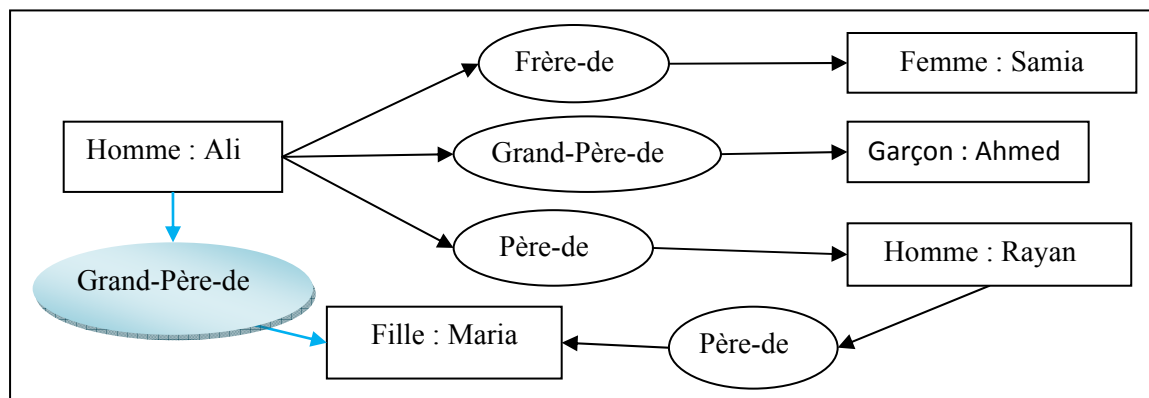 Frère-de
Femme : Samia
Homme : Ali
Grand-Père-de
Garçon : Ahmed
Père-de
Homme : Rayan
Grand-Père-de
Fille : Maria
Père-de